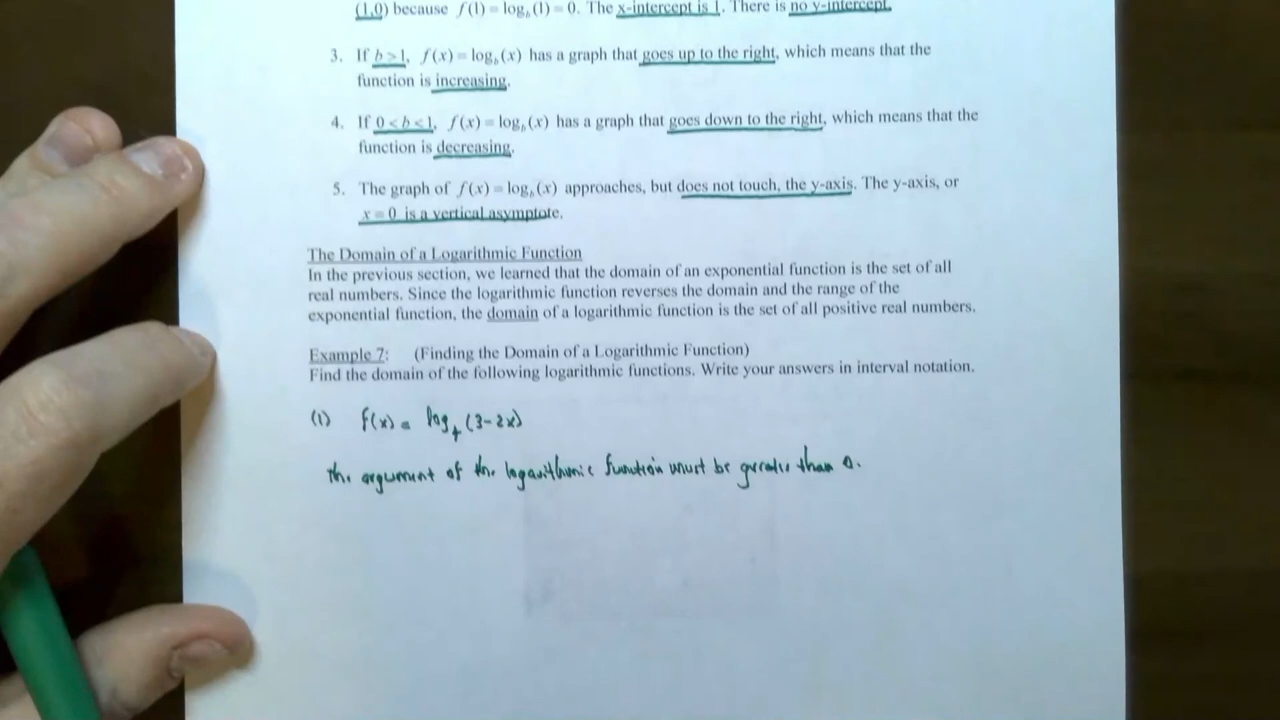 (1,0) because f(1) = log_b(1) = 0. The x-intercept is 1. There is no y-intercept.
3. If b > 1, f(x) = log_b(x) has a graph that goes up to the right, which means that the
function is increasing.
4. If 0 < b < 1, f(x) = log_b(x) has a graph that goes down to the right, which means that the
function is decreasing.
5. The graph of f(x) = log_b(x) approaches, but does not touch, the y-axis. The y-axis, or
x = 0 is a vertical asymptote.
The Domain of a Logarithmic Function
In the previous section, we learned that the domain of an exponential function is the set of all
real numbers. Since the logarithmic function reverses the domain and the range of the
exponential function, the domain of a logarithmic function is the set of all positive real numbers.
Example 7: (Finding the Domain of a Logarithmic Function)
Find the domain of the following logarithmic functions. Write your answers in interval notation.
(1) f(x) = log_4 (3-2x)
the argument of the logarithmic function must be greater than 0.